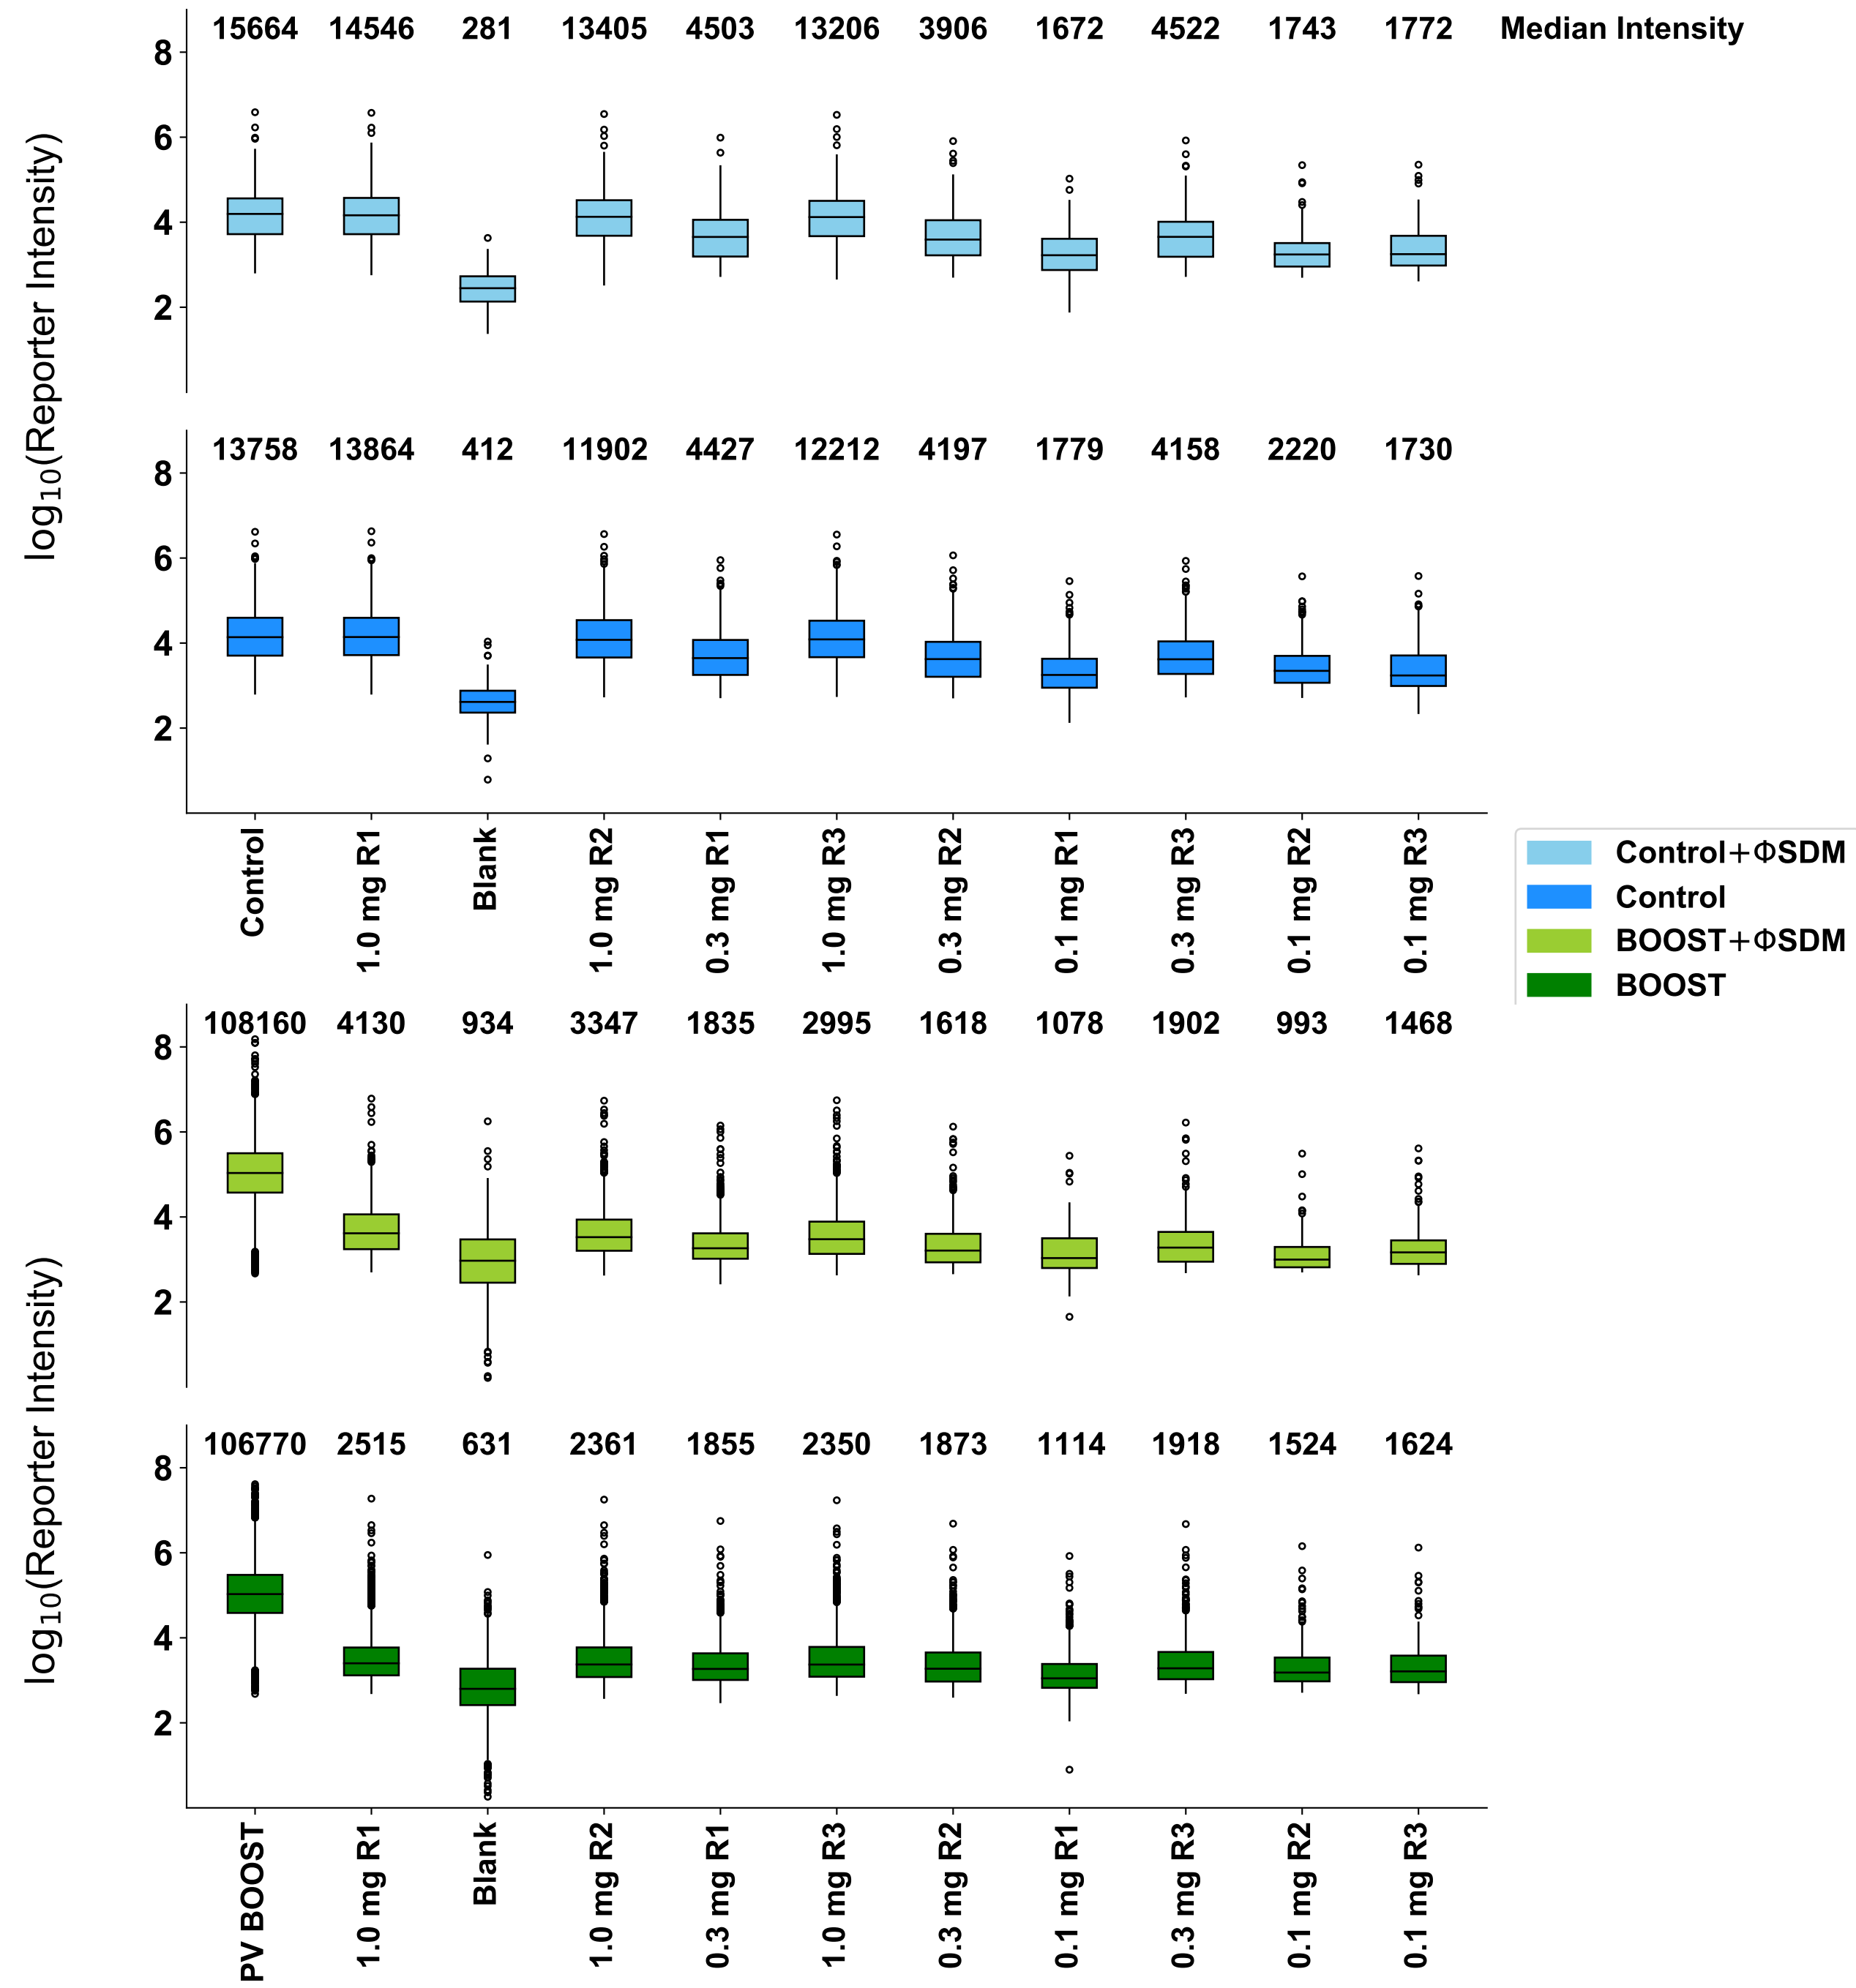 15664 14546 281 13405 4503 13206 3906 1672 4522 1743 1772 Median Intensity
8
6
4
2
log10(Reporter Intensity)
13758 13864 412 11902 4427 12212 4197 1779 4158 2220 1730
8
6
4
2
Control 1.0 mg R1 Blank 1.0 mg R2 0.3 mg R1 1.0 mg R3 0.3 mg R2 0.1 mg R1 0.3 mg R3 0.1 mg R2 0.1 mg R3
Control+ΦSDM
Control
BOOST+ΦSDM
BOOST
108160 4130 934 3347 1835 2995 1618 1078 1902 993 1468
8
6
4
2
log10(Reporter Intensity)
106770 2515 631 2361 1855 2350 1873 1114 1918 1524 1624
8
6
4
2
PV BOOST 1.0 mg R1 Blank 1.0 mg R2 0.3 mg R1 1.0 mg R3 0.3 mg R2 0.1 mg R1 0.3 mg R3 0.1 mg R2 0.1 mg R3